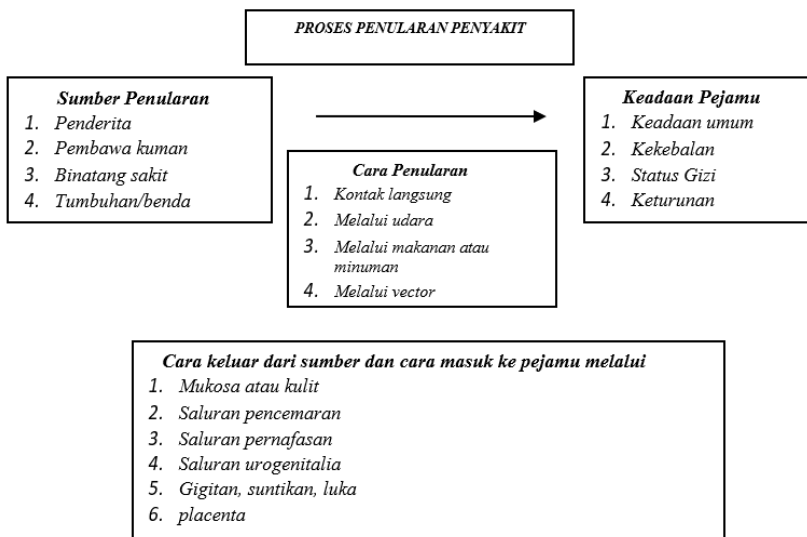 PROSES PENULARAN PENYAKIT
Sumber Penularan
1. Penderita
2. Pembawa kuman
3. Binatang sakit
4. Tumbuhan/benda
Cara Penularan
1. Kontak langsung
2. Melalui udara
3. Melalui makanan atau
minuman
4. Melalui vector
Keadaan Pejamu
1. Keadaan umum
2. Kekebalan
3. Status Gizi
4. Keturunan
Cara keluar dari sumber dan cara masuk ke pejamu melalui
1. Mukosa atau kulit
2. Saluran pencemaran
3. Saluran pernafasan
4. Saluran urogenitalia
5. Gigitan, suntikan, luka
6. placenta